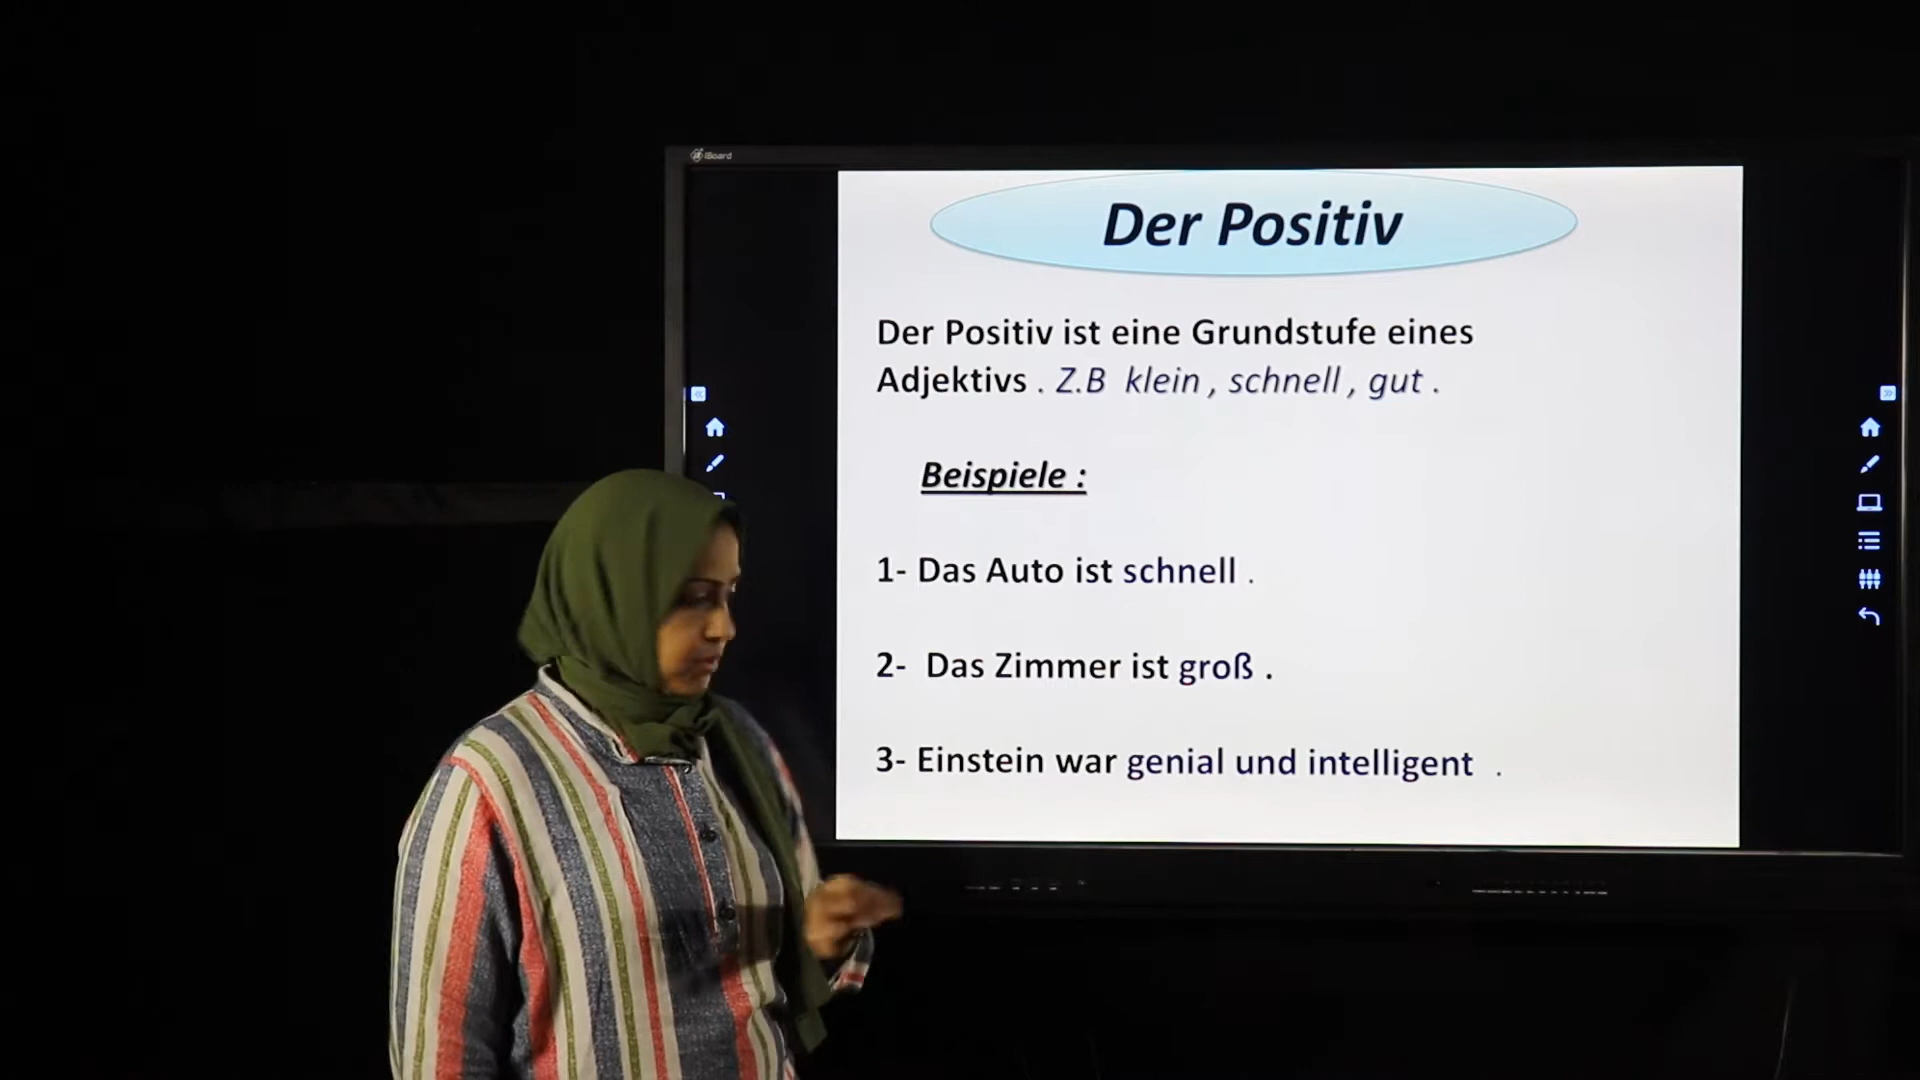 iBoard
Der Positiv
Der Positiv ist eine Grundstufe eines
Adjektivs . Z.B klein , schnell , gut .
Beispiele :
1- Das Auto ist schnell .
2- Das Zimmer ist groß .
3- Einstein war genial und intelligent .